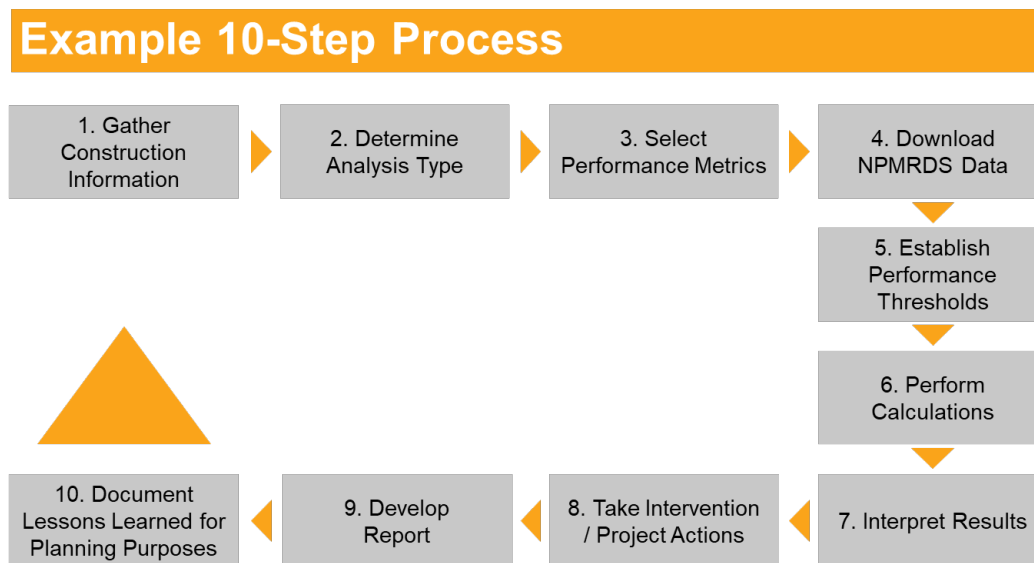 Example 10-Step Process
1. Gather
Construction
Information
2. Determine
Analysis Type
3. Select
Performance Metrics
4. Download
NPMRDS Data
5. Establish
Performance
Thresholds
6. Perform
Calculations
7. Interpret Results
8. Take Intervention
/ Project Actions
9. Develop
Report
10. Document
Lessons Learned for
Planning Purposes